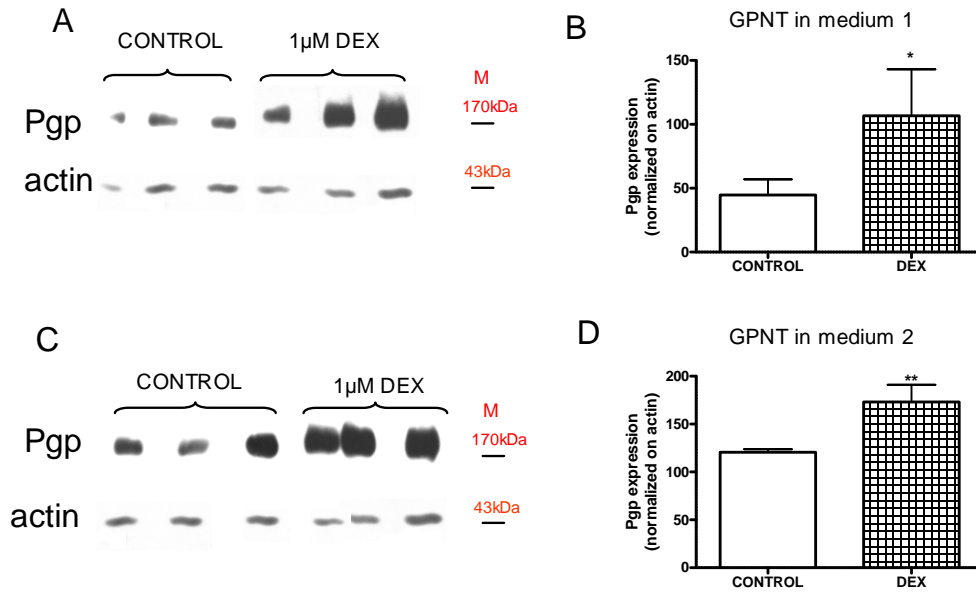 A
CONTROL
1µM DEX
M
170kDa
Pgp
43kDa
actin
B
GPNT in medium 1
Pgp expression
(normalized on actin)
150
100
50
0
*
CONTROL
DEX
C
CONTROL
1µM DEX
M
Pgp
170kDa
43kDa
actin
D
GPNT in medium 2
Pgp expression
(normalized on actin)
200
150
100
50
0
**
CONTROL
DEX